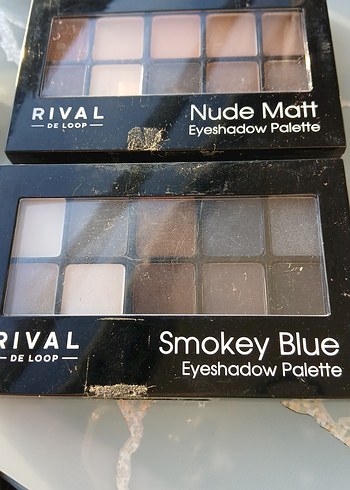 RIVAL
DE LOOP
Nude Matt
Eyeshadow Palette
RIVAL
DE LOOP
Smokey Blue
Eyeshadow Palette